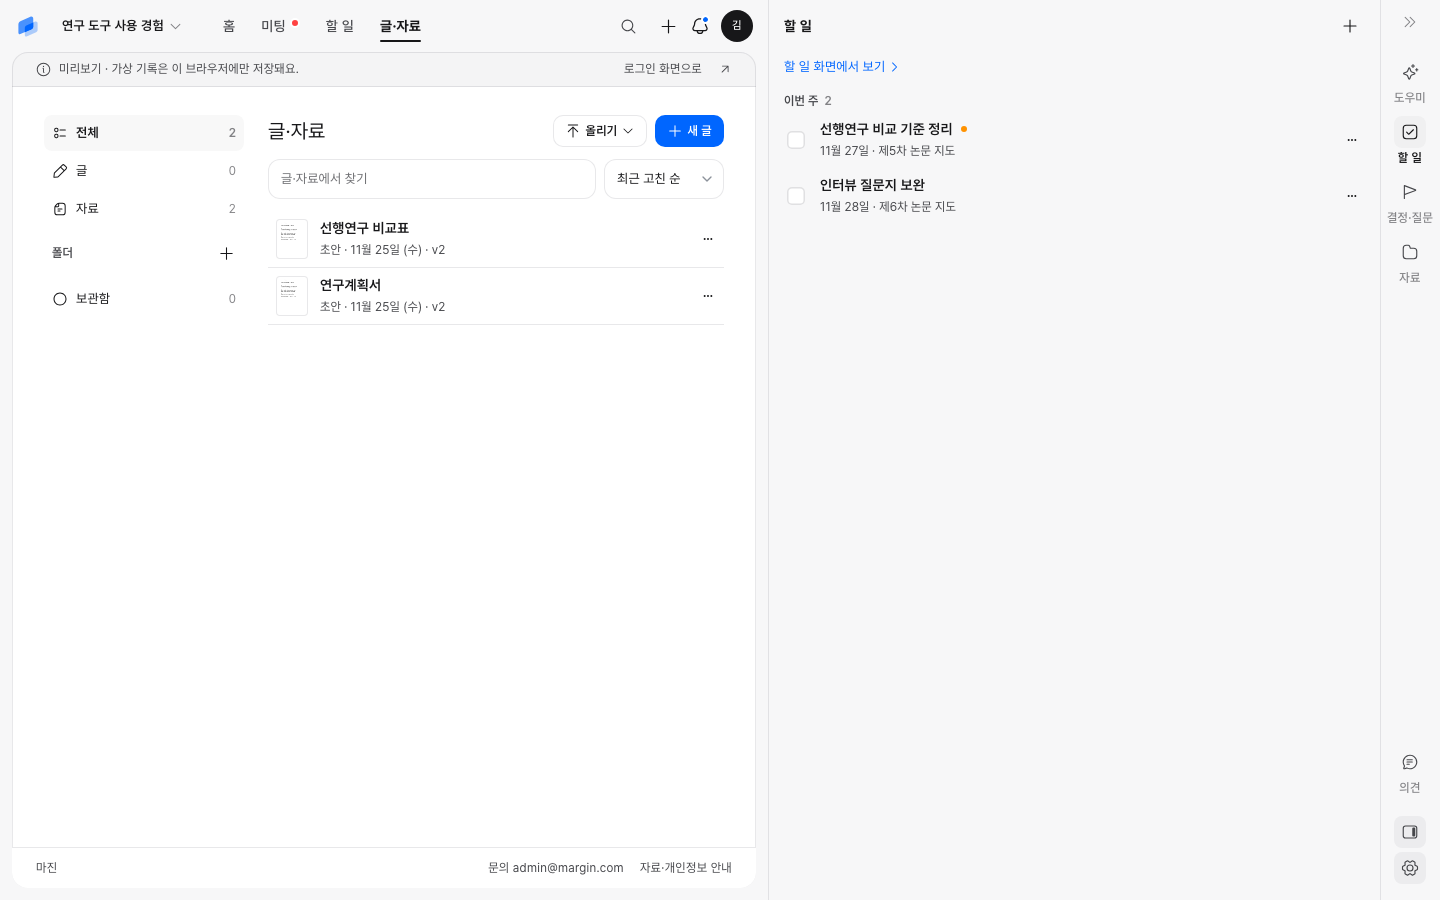 연구 도구 사용 경험
홈
미팅
할 일
글·자료
김
미리보기 · 가상 기록은 이 브라우저에만 저장돼요.
로그인 화면으로
전체
2
글
0
자료
2
폴더
보관함
0
글·자료
올리기
새 글
글·자료에서 찾기
최근 고친 순
선행연구 비교표
초안 · 11월 25일 (수) · v2
연구계획서
초안 · 11월 25일 (수) · v2
마진
문의 admin@margin.com
자료·개인정보 안내
할 일
할 일 화면에서 보기
이번 주 2
선행연구 비교 기준 정리
11월 27일 · 제5차 논문 지도
인터뷰 질문지 보완
11월 28일 · 제6차 논문 지도
도우미
할 일
결정·질문
자료
의견